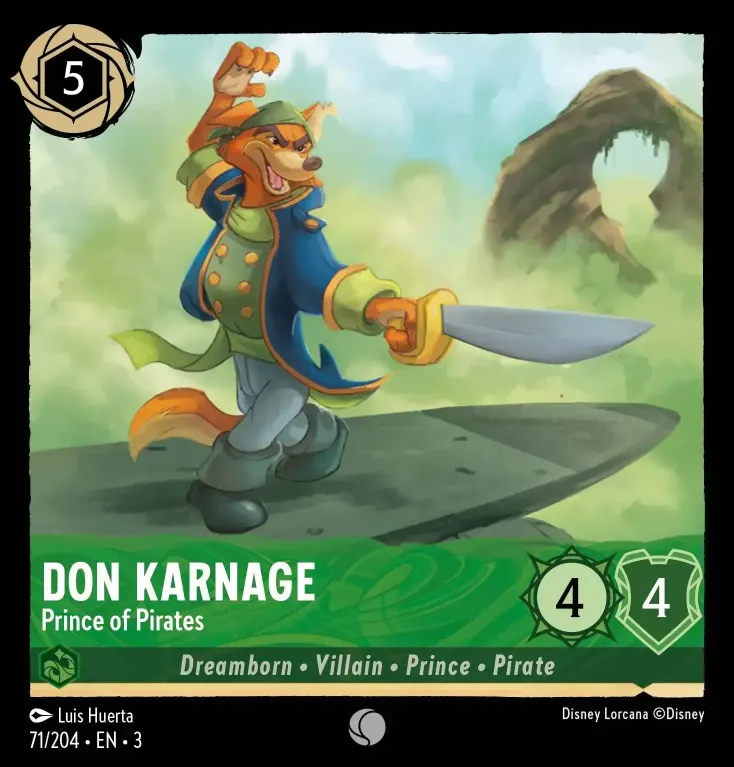 5
DON KARNAGE
Prince of Pirates
4
4
Dreamborn • Villain • Prince • Pirate
Luis Huerta
Disney Lorcana ©Disney
71/204 • EN • 3